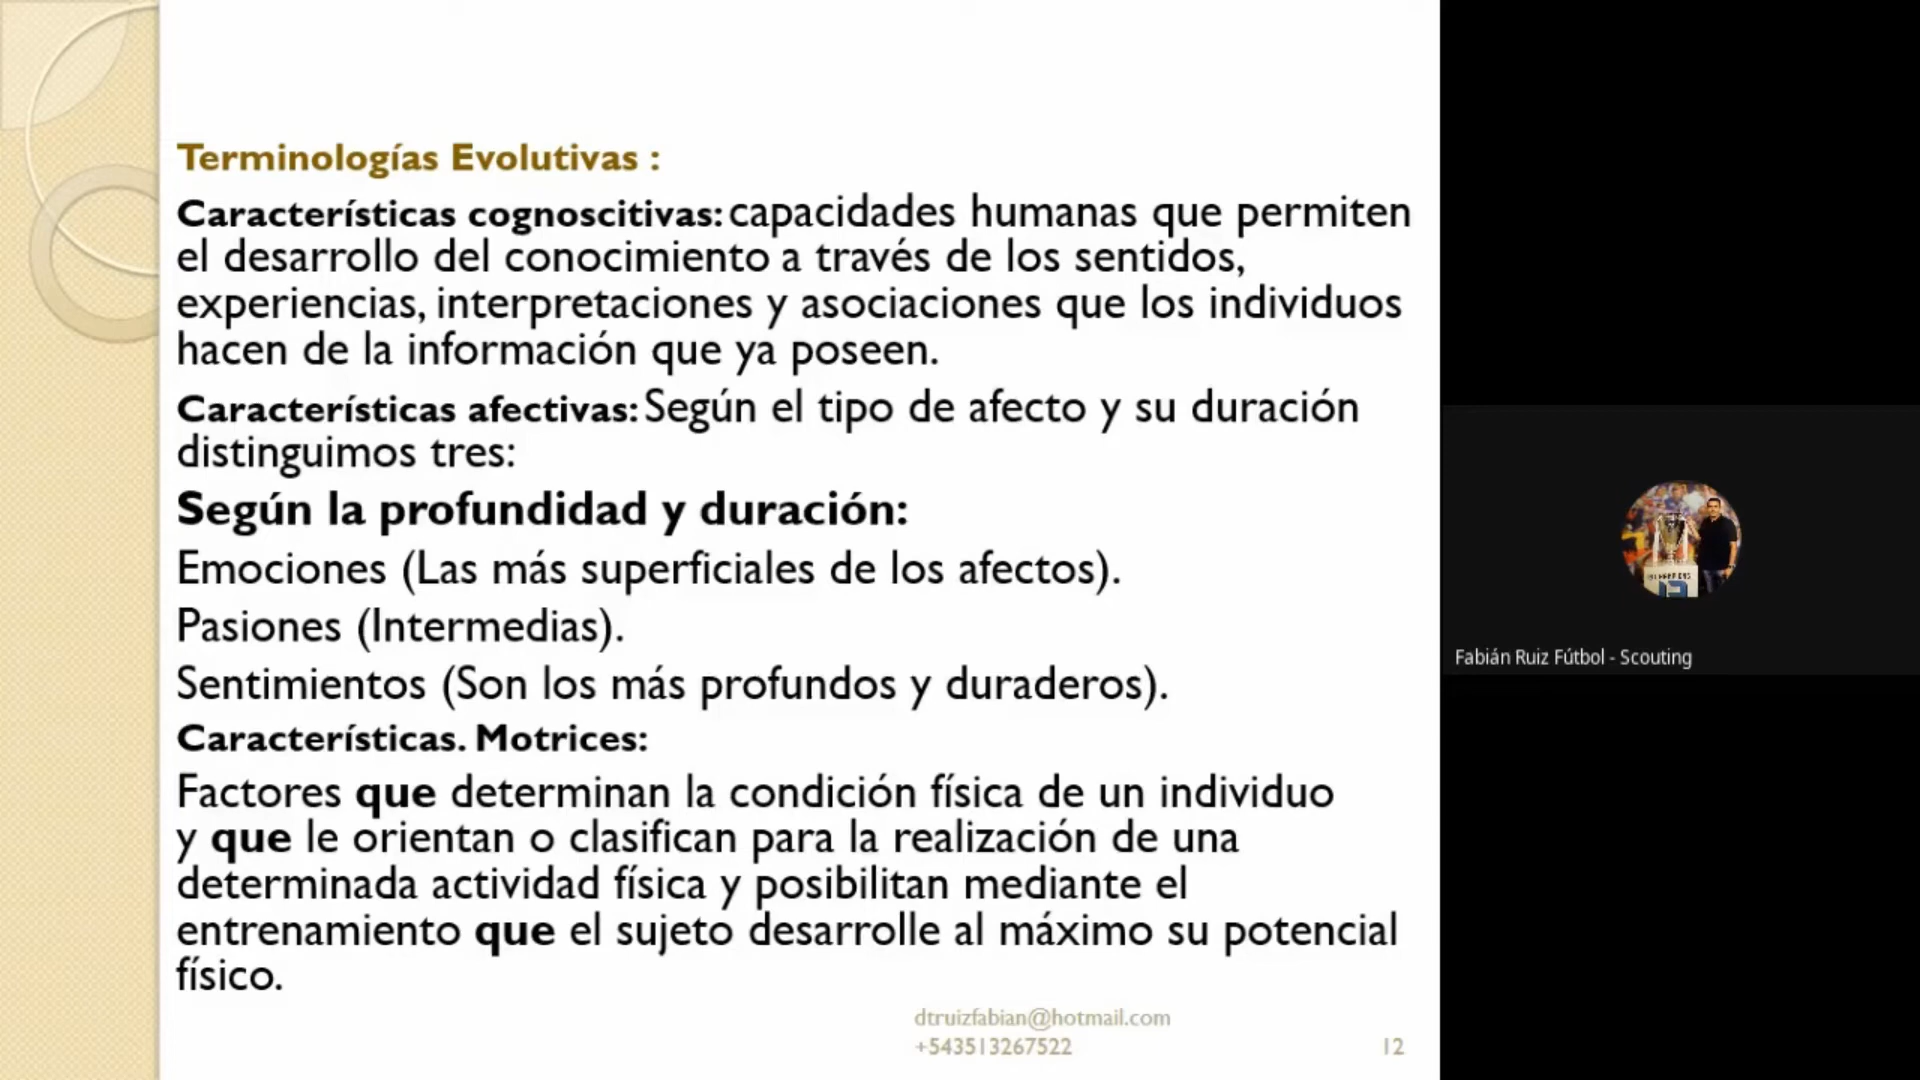 Terminologías Evolutivas :
Características cognoscitivas: capacidades humanas que permiten
el desarrollo del conocimiento a través de los sentidos,
experiencias, interpretaciones y asociaciones que los individuos
hacen de la información que ya poseen.
Características afectivas: Según el tipo de afecto y su duración
distinguimos tres:
Según la profundidad y duración:
Emociones (Las más superficiales de los afectos).
Pasiones (Intermedias).
Sentimientos (Son los más profundos y duraderos).
Características. Motrices:
Factores que determinan la condición física de un individuo
y que le orientan o clasifican para la realización de una
determinada actividad física y posibilitan mediante el
entrenamiento que el sujeto desarrolle al máximo su potencial
físico.
dtruizfabian@hotmail.com
+543513267522
12
Fabián Ruiz Fútbol - Scouting